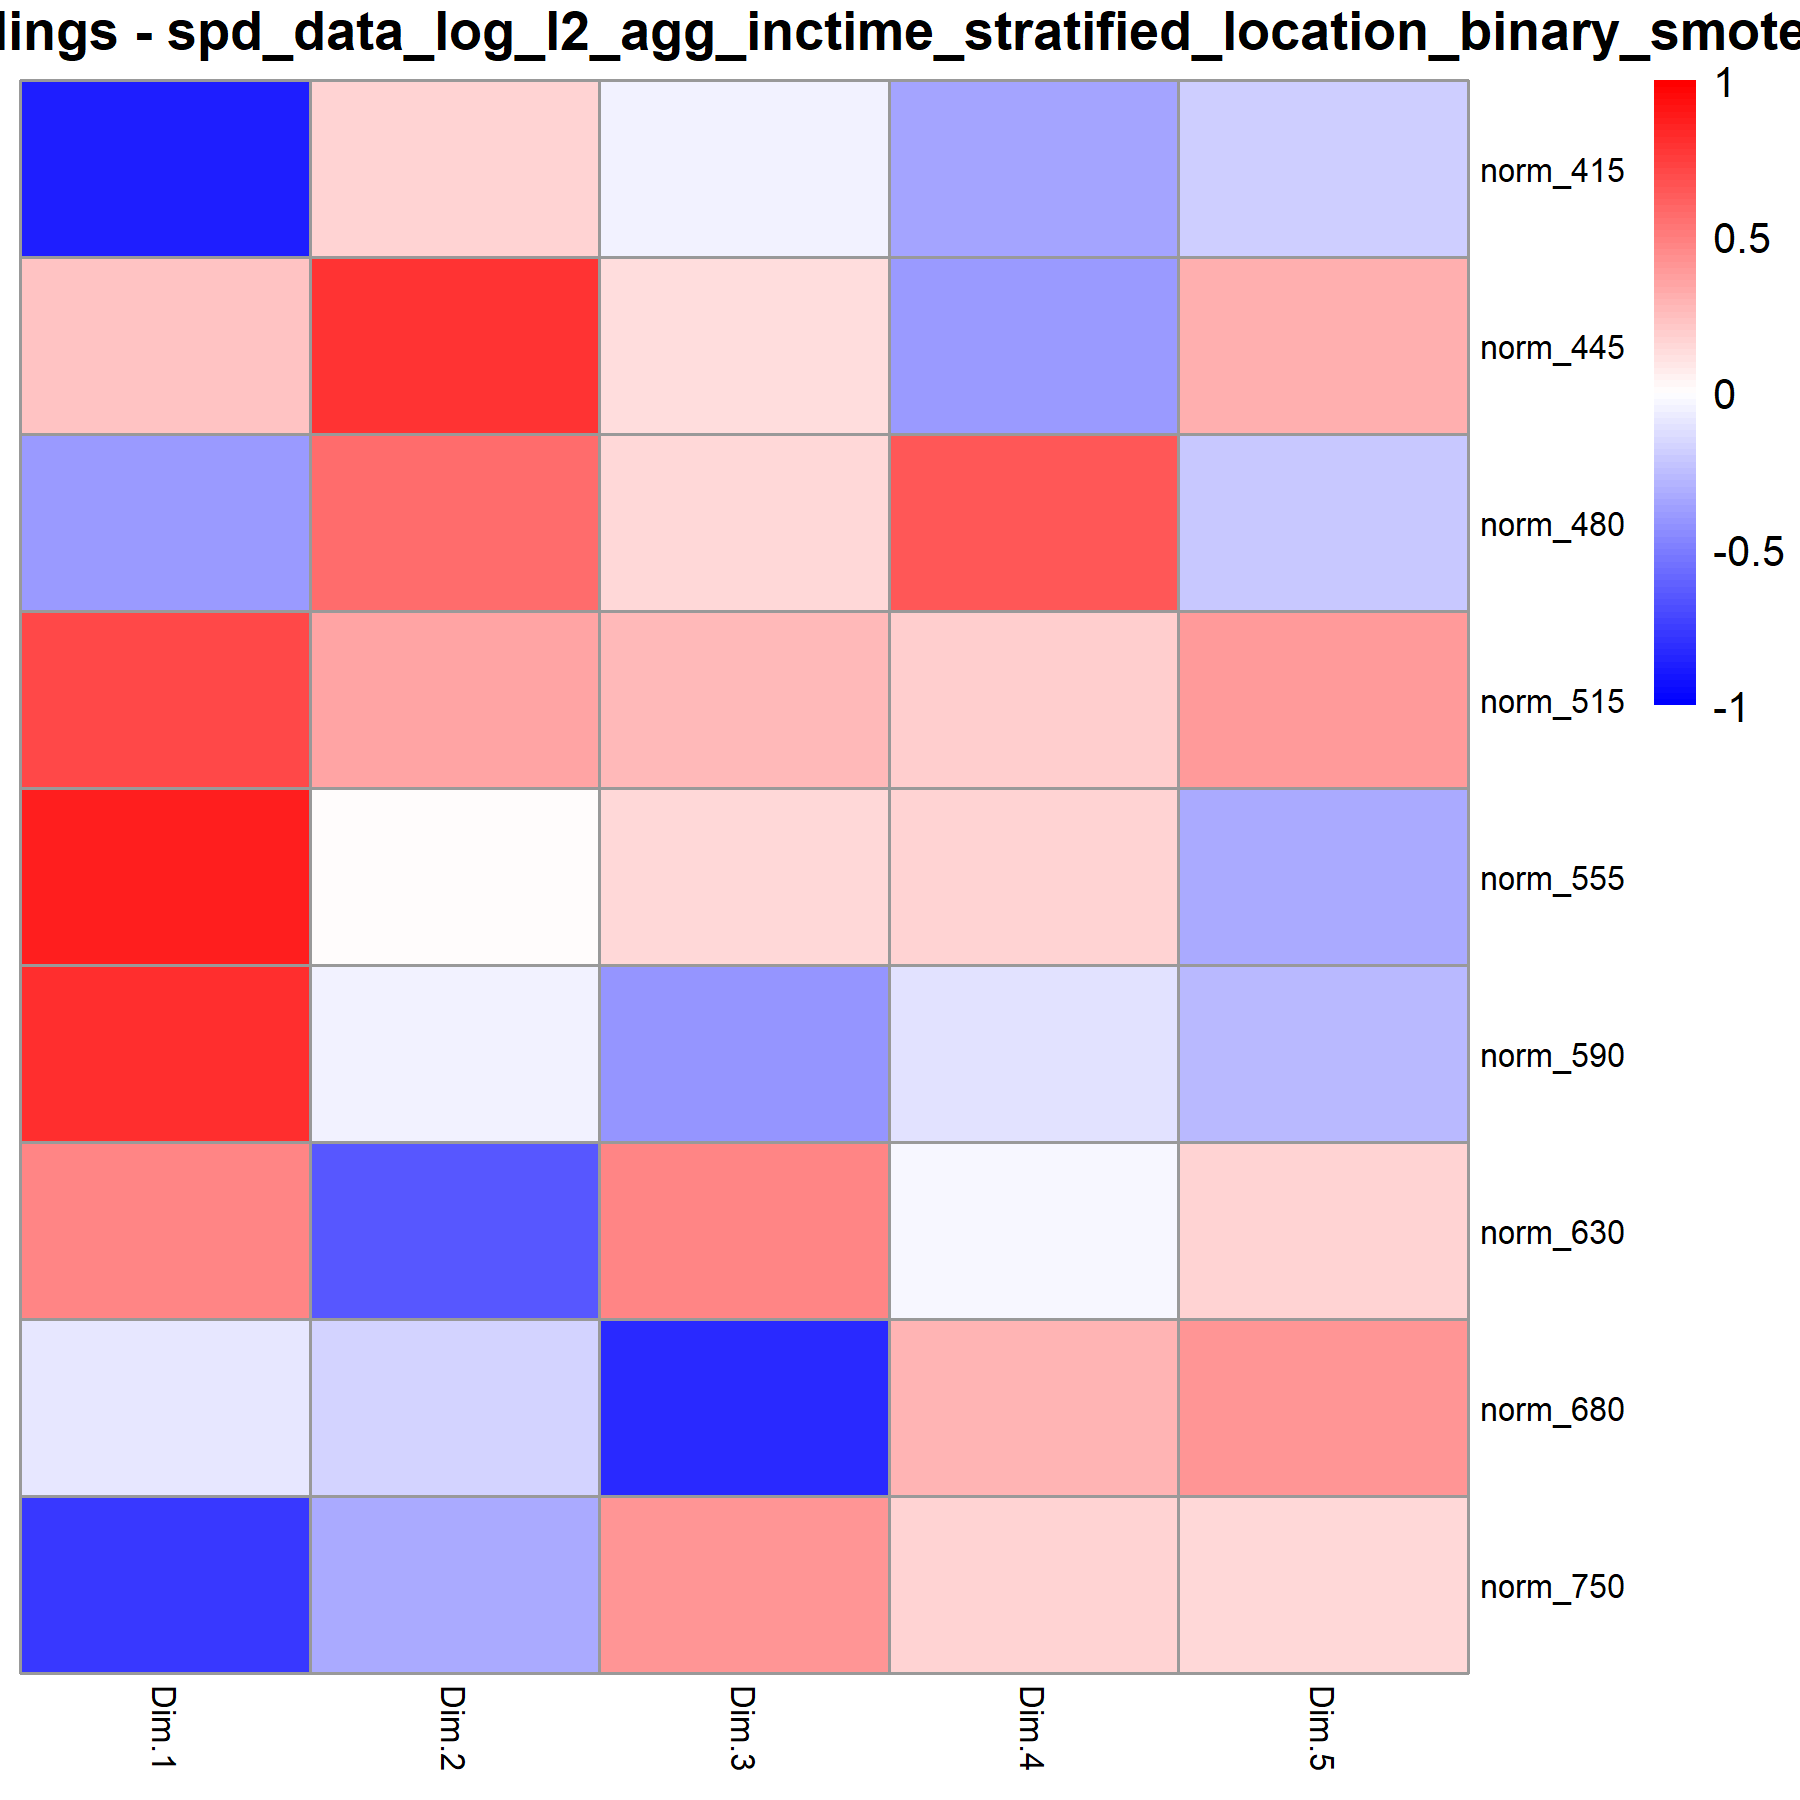 dings - spd_data_log_l2_agg_inctime_stratified_location_binary_smote
1
0.5
0
-0.5
-1
norm_415
norm_445
norm_480
norm_515
norm_555
norm_590
norm_630
norm_680
norm_750
Dim.1
Dim.2
Dim.3
Dim.4
Dim.5